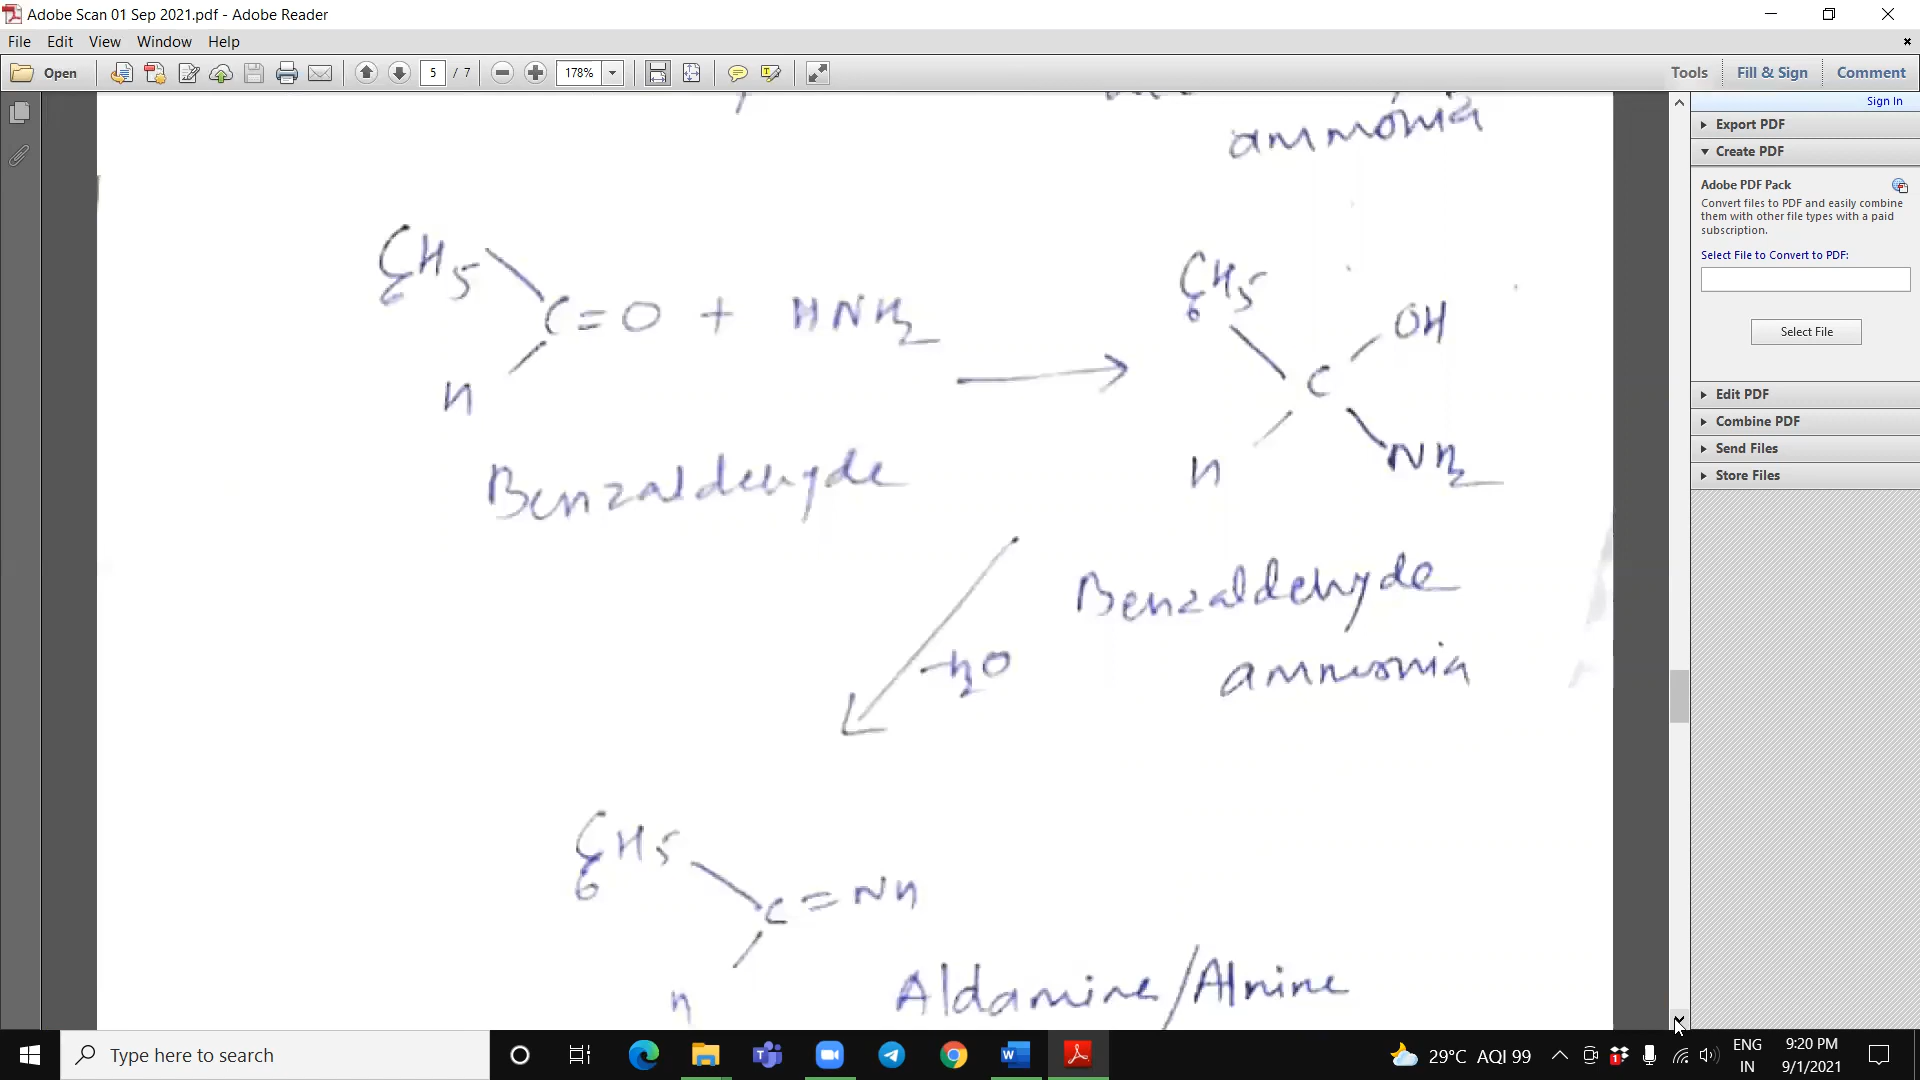 Adobe Scan 01 Sep 2021.pdf - Adobe Reader
File Edit View Window Help
Open 5 / 7 178% Tools Fill & Sign Comment
Sign In
Export PDF
Create PDF
Adobe PDF Pack
Convert files to PDF and easily combine
them with other file types with a paid
subscription.
Select File to Convert to PDF:
Select File
Edit PDF
Combine PDF
Send Files
Store Files
ammonia
C6H5
C=O + HNH2
H
Benzaldehyde
C6H5
OH
C
H
NH2
Benzaldehyde
ammonia
-H2O
C6H5
C=NH
H
Aldamine/
Type here to search
29°C AQI 99
ENG
IN
9:20 PM
9/1/2021